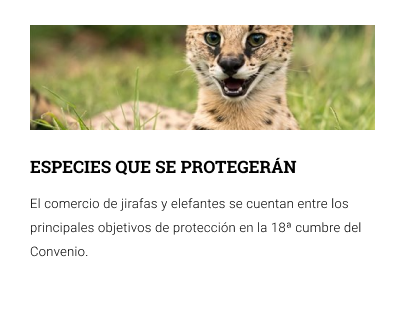 ESPECIES QUE SE PROTEGERÁN
El comercio de jirafas y elefantes se cuentan entre los
principales objetivos de protección en la 18ª cumbre del
Convenio.